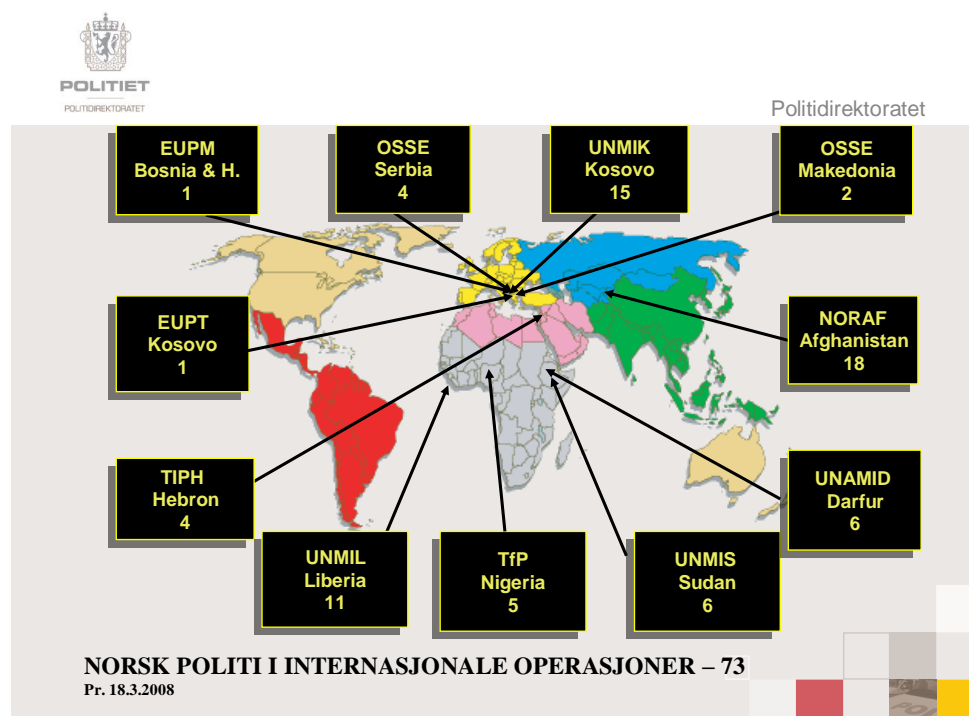 POLITIET
POLITIDIREKTORATET
Politidirektoratet
EUPM
Bosnia & H.
1
OSSE
Serbia
4
UNMIK
Kosovo
15
OSSE
Makedonia
2
EUPT
Kosovo
1
NORAF
Afghanistan
18
TIPH
Hebron
4
UNAMID
Darfur
6
UNMIL
Liberia
11
TfP
Nigeria
5
UNMIS
Sudan
6
NORSK POLITI I INTERNASJONALE OPERASJONER – 73
Pr. 18.3.2008